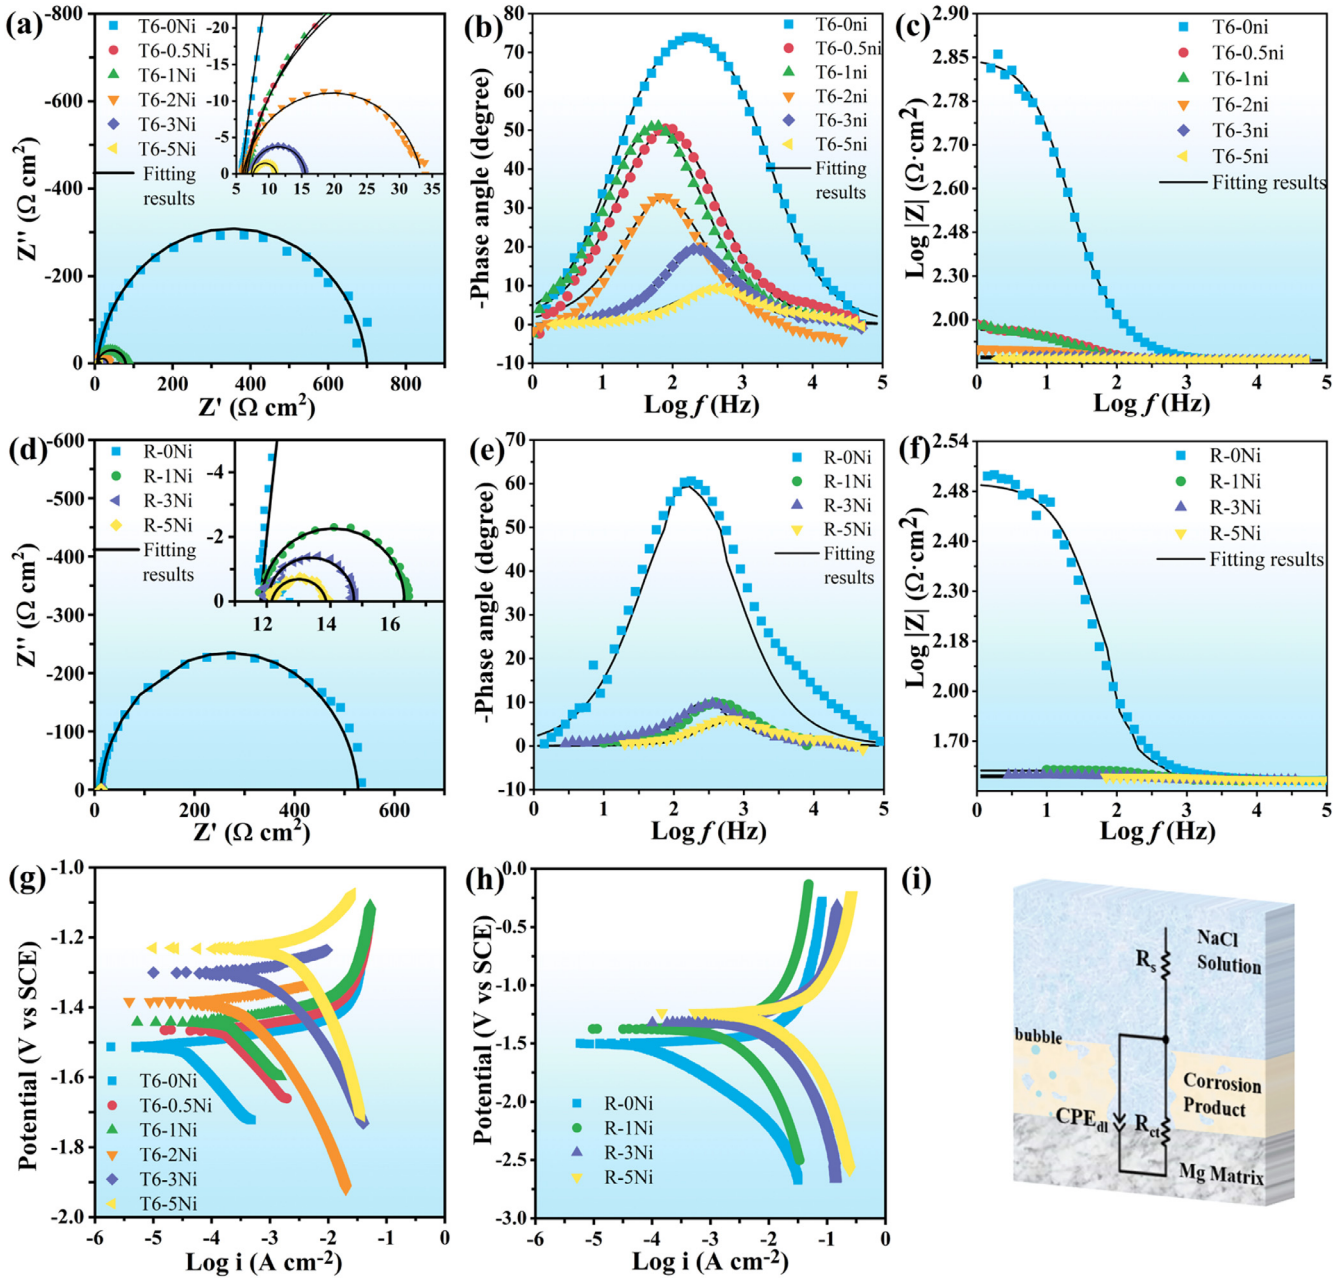 (a)
T6-0Ni
T6-0.5Ni
T6-1Ni
T6-2Ni
T6-3Ni
T6-5Ni
Fitting
results
-800
-600
-400
-200
0
0
200
400
600
800
Z'' (Ω cm²)
Z' (Ω cm²)
-20
-15
-10
-5
0
5
10
15
20
25
30
34
(b)
T6-0ni
T6-0.5ni
T6-1ni
T6-2ni
T6-3ni
T6-5ni
Fitting
results
-80
70
60
50
40
30
20
10
0
-10
0
1
2
3
4
5
-Phase angle (degree)
Log f (Hz)
(c)
T6-0ni
T6-0.5ni
T6-1ni
T6-2ni
T6-3ni
T6-5ni
Fitting results
2.90
2.85
2.78
2.70
2.60
2.48
2.30
2.00
0
1
2
3
4
5
Log |Z| (Ω·cm²)
Log f (Hz)
(d)
R-0Ni
R-1Ni
R-3Ni
R-5Ni
Fitting
results
-600
-500
-400
-300
-200
-100
0
0
200
400
600
Z'' (Ω cm²)
Z' (Ω cm²)
-4
-2
0
12
14
16
(e)
R-0Ni
R-1Ni
R-3Ni
R-5Ni
Fitting
results
70
60
50
40
30
20
10
0
-10
0
1
2
3
4
5
-Phase angle (degree)
Log f (Hz)
(f)
R-0Ni
R-1Ni
R-3Ni
R-5Ni
Fitting results
2.54
2.48
2.40
2.30
2.18
2.00
1.70
0
1
2
3
4
5
Log |Z| (Ω·cm²)
Log f (Hz)
(g)
-1.0
-1.2
-1.4
-1.6
-1.8
-2.0
T6-0Ni
T6-0.5Ni
T6-1Ni
T6-2Ni
T6-3Ni
T6-5Ni
-6
-5
-4
-3
-2
-1
0
Potential (V vs SCE)
Log i (A cm⁻²)
(h)
0.0
-0.5
-1.0
-1.5
-2.0
-2.5
-3.0
R-0Ni
R-1Ni
R-3Ni
R-5Ni
-6
-5
-4
-3
-2
-1
0
Potential (V vs SCE)
Log i (A cm⁻²)
(i)
NaCl
Solution
Rs
bubble
Corrosion
Product
CPEdl
Rct
Mg Matrix